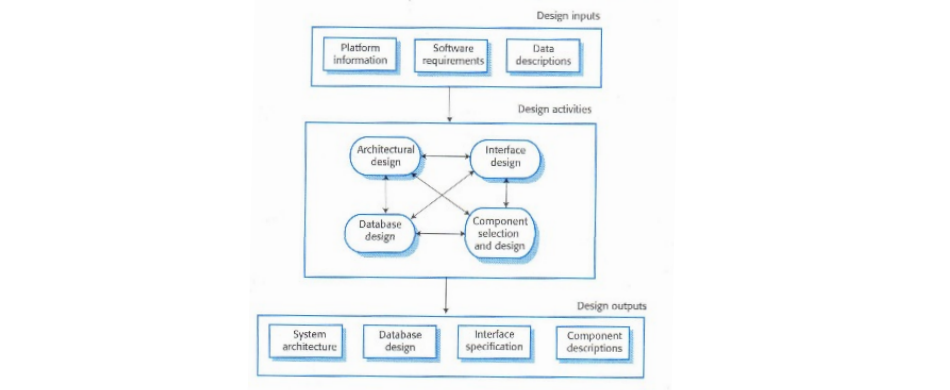 Design inputs
Platform
information
Software
requirements
Data
descriptions
Design activities
Architectural
design
Interface
design
Database
design
Component
selection
and design
Design outputs
System
architecture
Database
design
Interface
specification
Component
descriptions